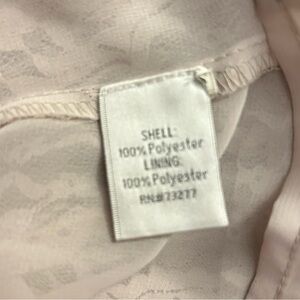 SHELL:
100% Polyester
LINING:
100% Polyester
RN#73277